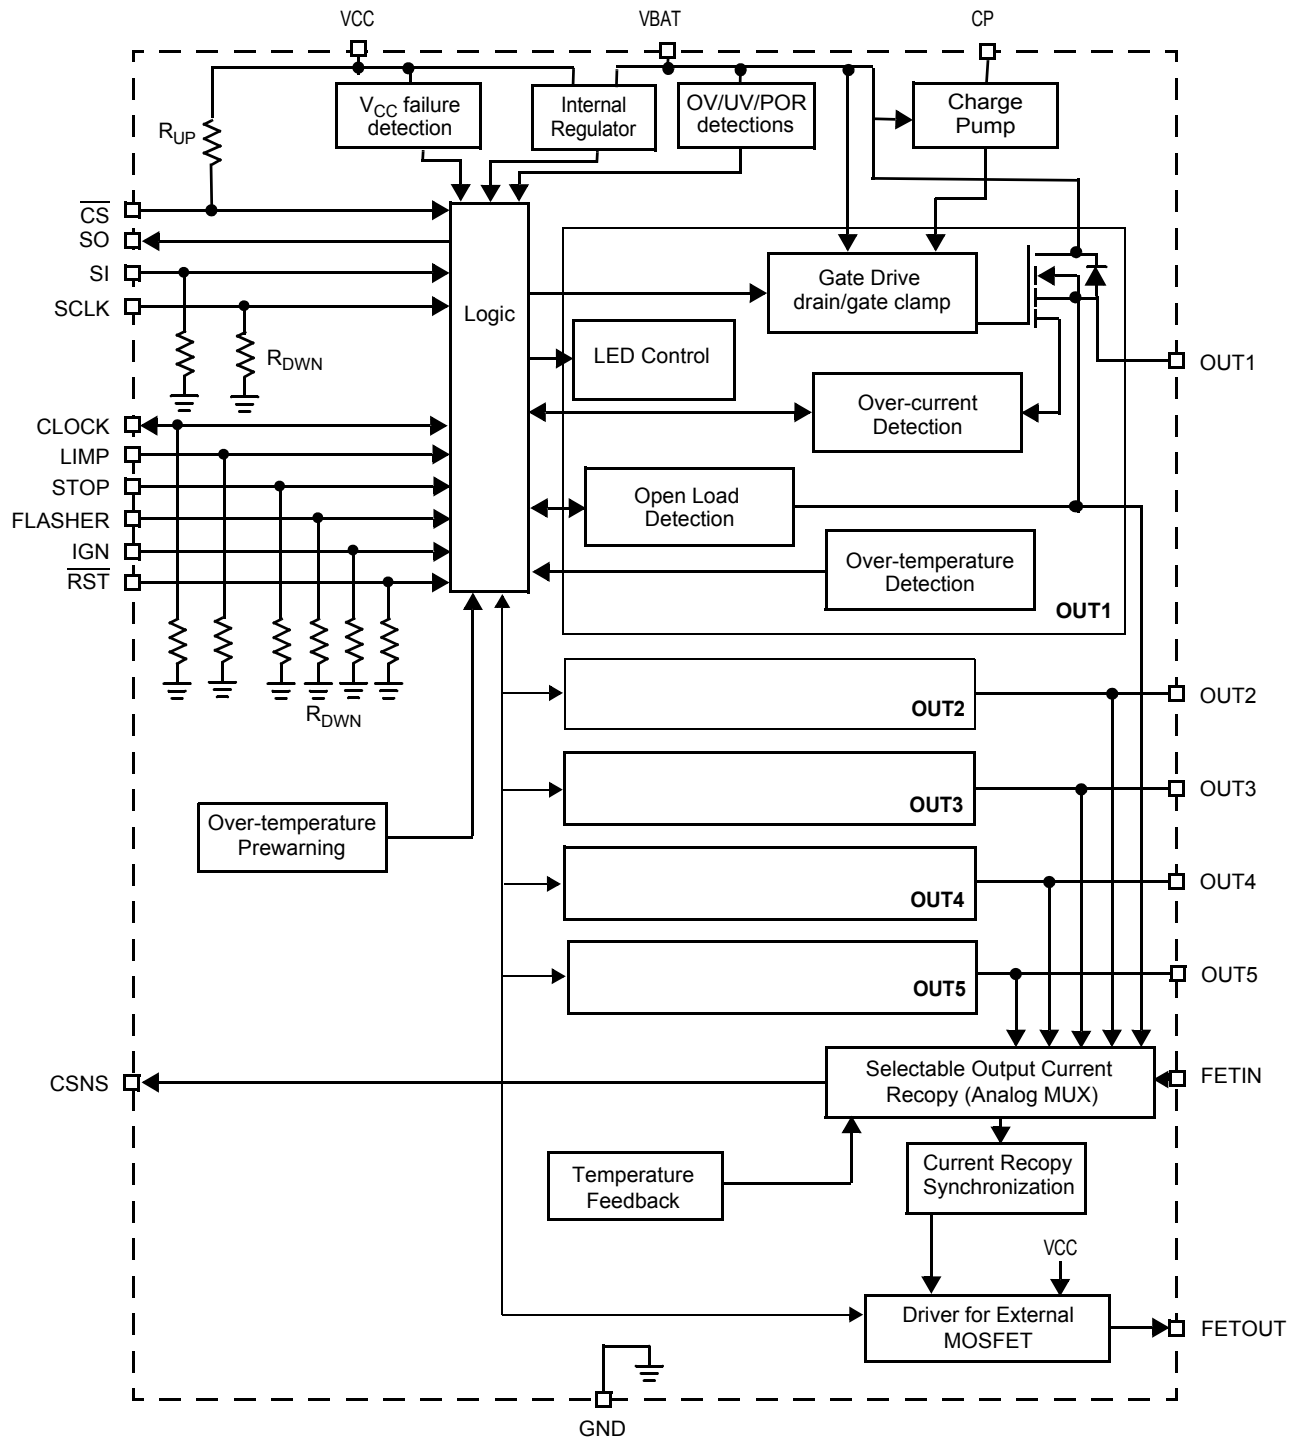 VCC
VBAT
CP
RUP
VCC failure
detection
Internal
Regulator
OV/UV/POR
detections
Charge
Pump
CS
SO
SI
SCLK
RDWN
Logic
Gate Drive
drain/gate clamp
LED Control
OUT1
Over-current
Detection
CLOCK
LIMP
STOP
FLASHER
IGN
RST
Open Load
Detection
Over-temperature
Detection
OUT1
RDWN
OUT2
OUT2
OUT3
OUT3
Over-temperature
Prewarning
OUT4
OUT4
OUT5
OUT5
CSNS
Selectable Output Current
Recopy (Analog MUX)
FETIN
Temperature
Feedback
Current Recopy
Synchronization
VCC
Driver for External
MOSFET
FETOUT
GND